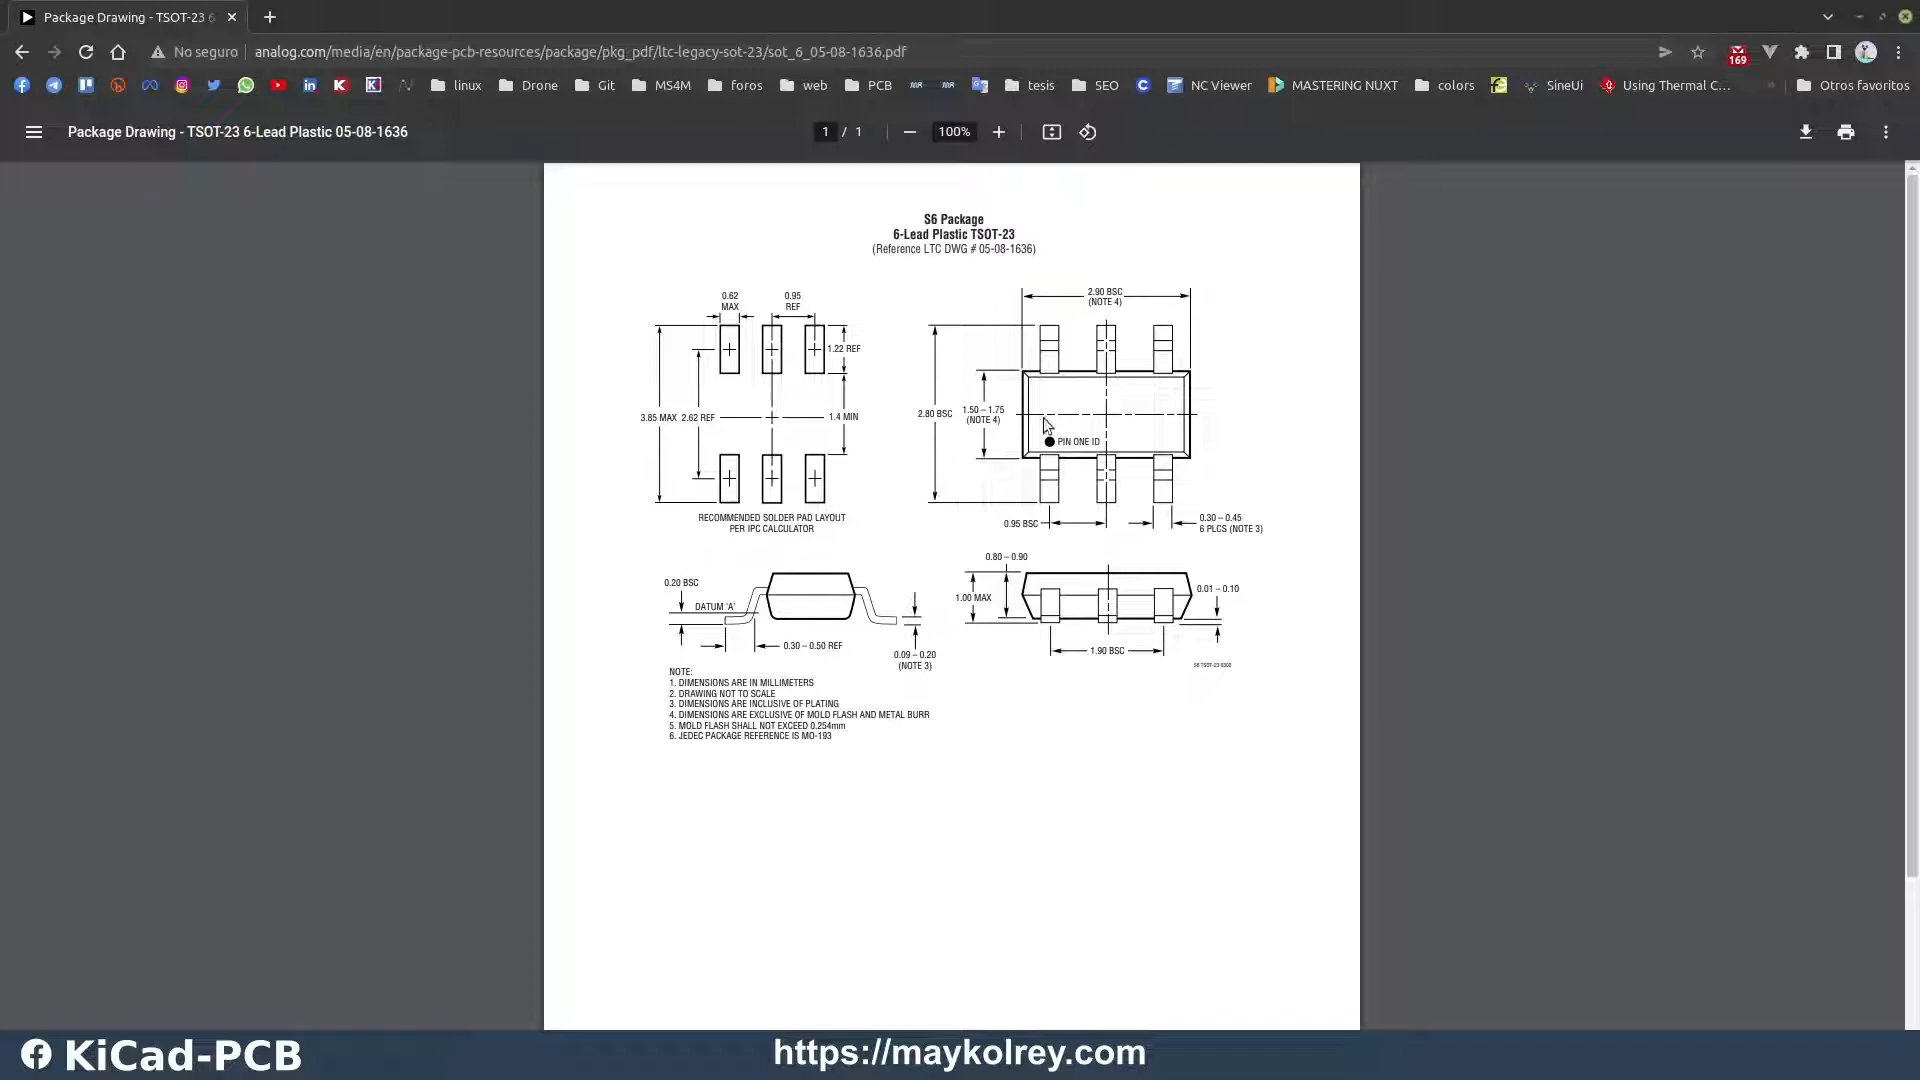 Package Drawing - TSOT-23 6
No seguro
analog.com/media/en/package-pcb-resources/package/pkg_pdf/ltc-legacy-sot-23/sot_6_05-08-1636.pdf
169
linux
Drone
Git
MS4M
foros
web
PCB
tesis
SEO
NC Viewer
MASTERING NUXT
colors
SineUi
Using Thermal C...
Otros favoritos
Package Drawing - TSOT-23 6-Lead Plastic 05-08-1636
1 / 1
100%
S6 Package
6-Lead Plastic TSOT-23
(Reference LTC DWG # 05-08-1636)
0.62
MAX
0.95
REF
1.22 REF
3.85 MAX
2.62 REF
1.4 MIN
RECOMMENDED SOLDER PAD LAYOUT
PER IPC CALCULATOR
2.90 BSC
(NOTE 4)
2.80 BSC
1.50 – 1.75
(NOTE 4)
PIN ONE ID
0.95 BSC
0.30 – 0.45
6 PLCS (NOTE 3)
0.20 BSC
DATUM ‘A’
0.30 – 0.50 REF
0.09 – 0.20
(NOTE 3)
0.80 – 0.90
1.00 MAX
0.01 – 0.10
1.90 BSC
NOTE:
1. DIMENSIONS ARE IN MILLIMETERS
2. DRAWING NOT TO SCALE
3. DIMENSIONS ARE INCLUSIVE OF PLATING
4. DIMENSIONS ARE EXCLUSIVE OF MOLD FLASH AND METAL BURR
5. MOLD FLASH SHALL NOT EXCEED 0.254mm
6. JEDEC PACKAGE REFERENCE IS MO-193
KiCad-PCB
https://maykolrey.com